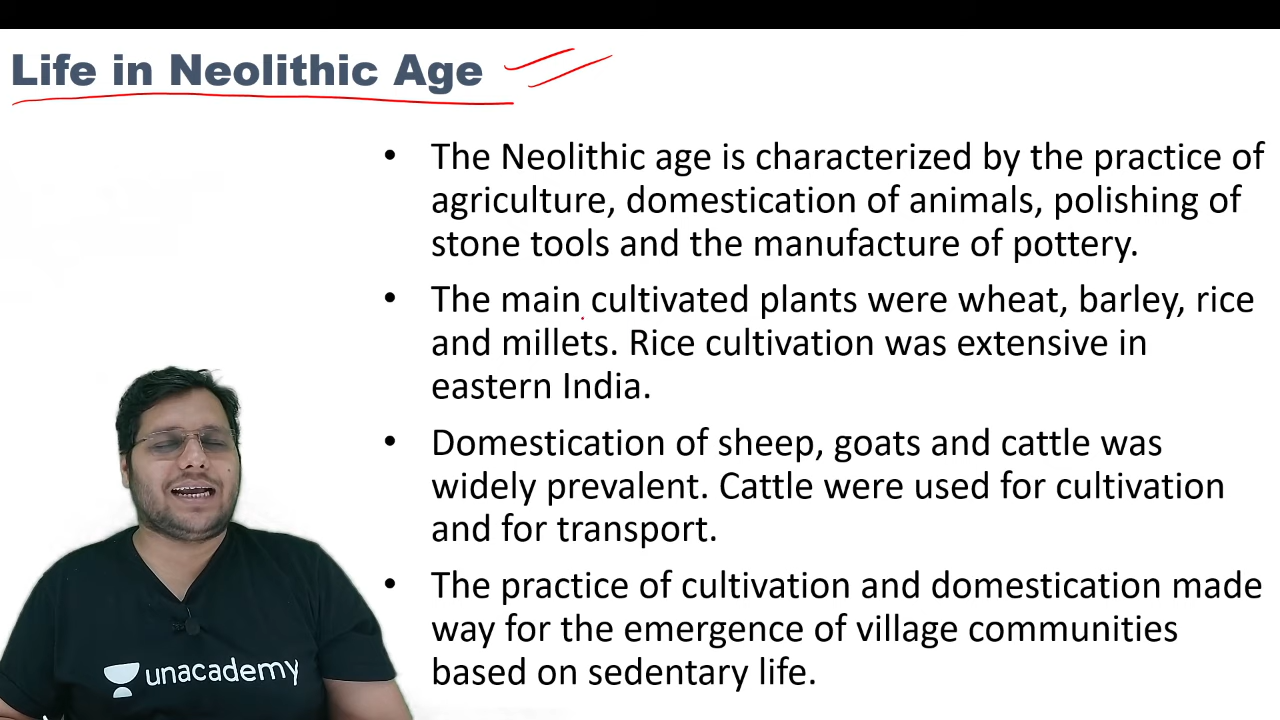 Life in Neolithic Age
• The Neolithic age is characterized by the practice of
agriculture, domestication of animals, polishing of
stone tools and the manufacture of pottery.
• The main cultivated plants were wheat, barley, rice
and millets. Rice cultivation was extensive in
eastern India.
• Domestication of sheep, goats and cattle was
widely prevalent. Cattle were used for cultivation
and for transport.
• The practice of cultivation and domestication made
way for the emergence of village communities
based on sedentary life.
unacademy